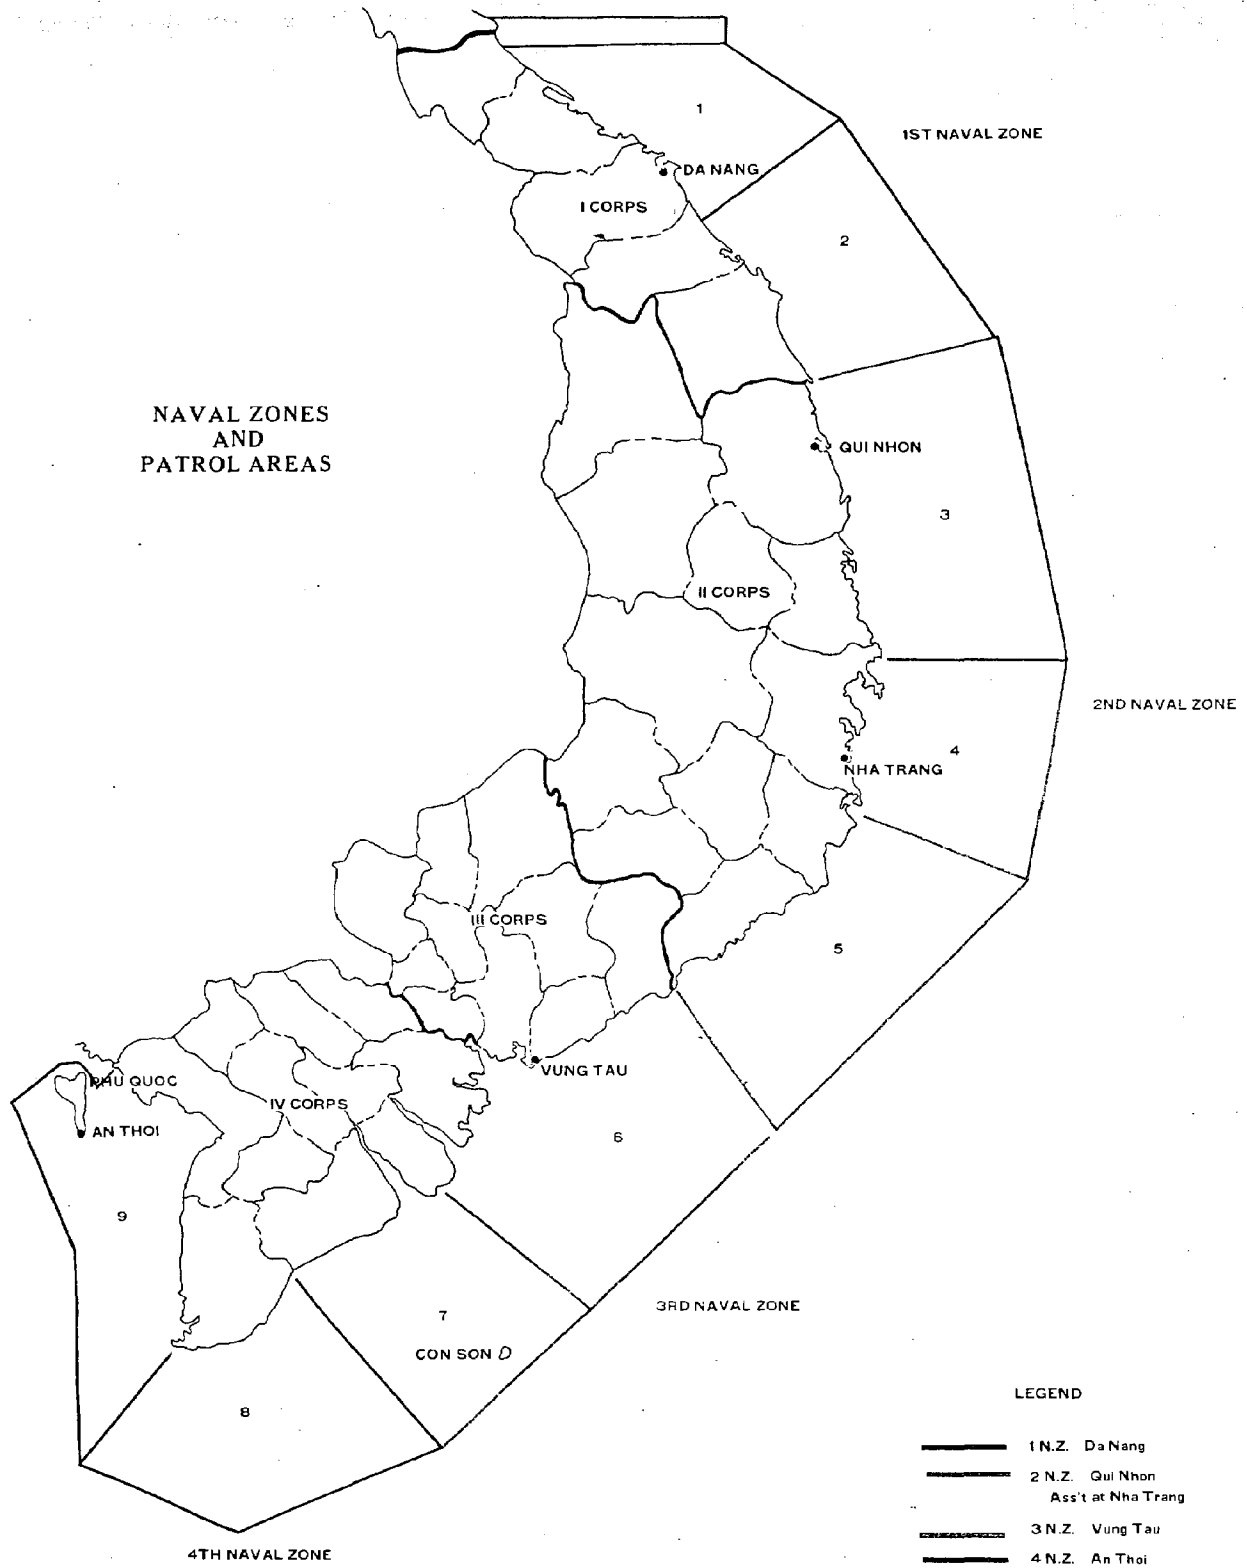 1
1ST NAVAL ZONE
DA NANG
I CORPS
2
NAVAL ZONES
AND
PATROL AREAS
QUI NHON
3
II CORPS
2ND NAVAL ZONE
4
NHA TRANG
III CORPS
5
VUNG TAU
PHU QUOC
IV CORPS
AN THOI
6
9
3RD NAVAL ZONE
7
CON SON
8
4TH NAVAL ZONE
LEGEND
1 N.Z. Da Nang
2 N.Z. Qui Nhon
Ass't at Nha Trang
3 N.Z. Vung Tau
4 N.Z. An Thoi